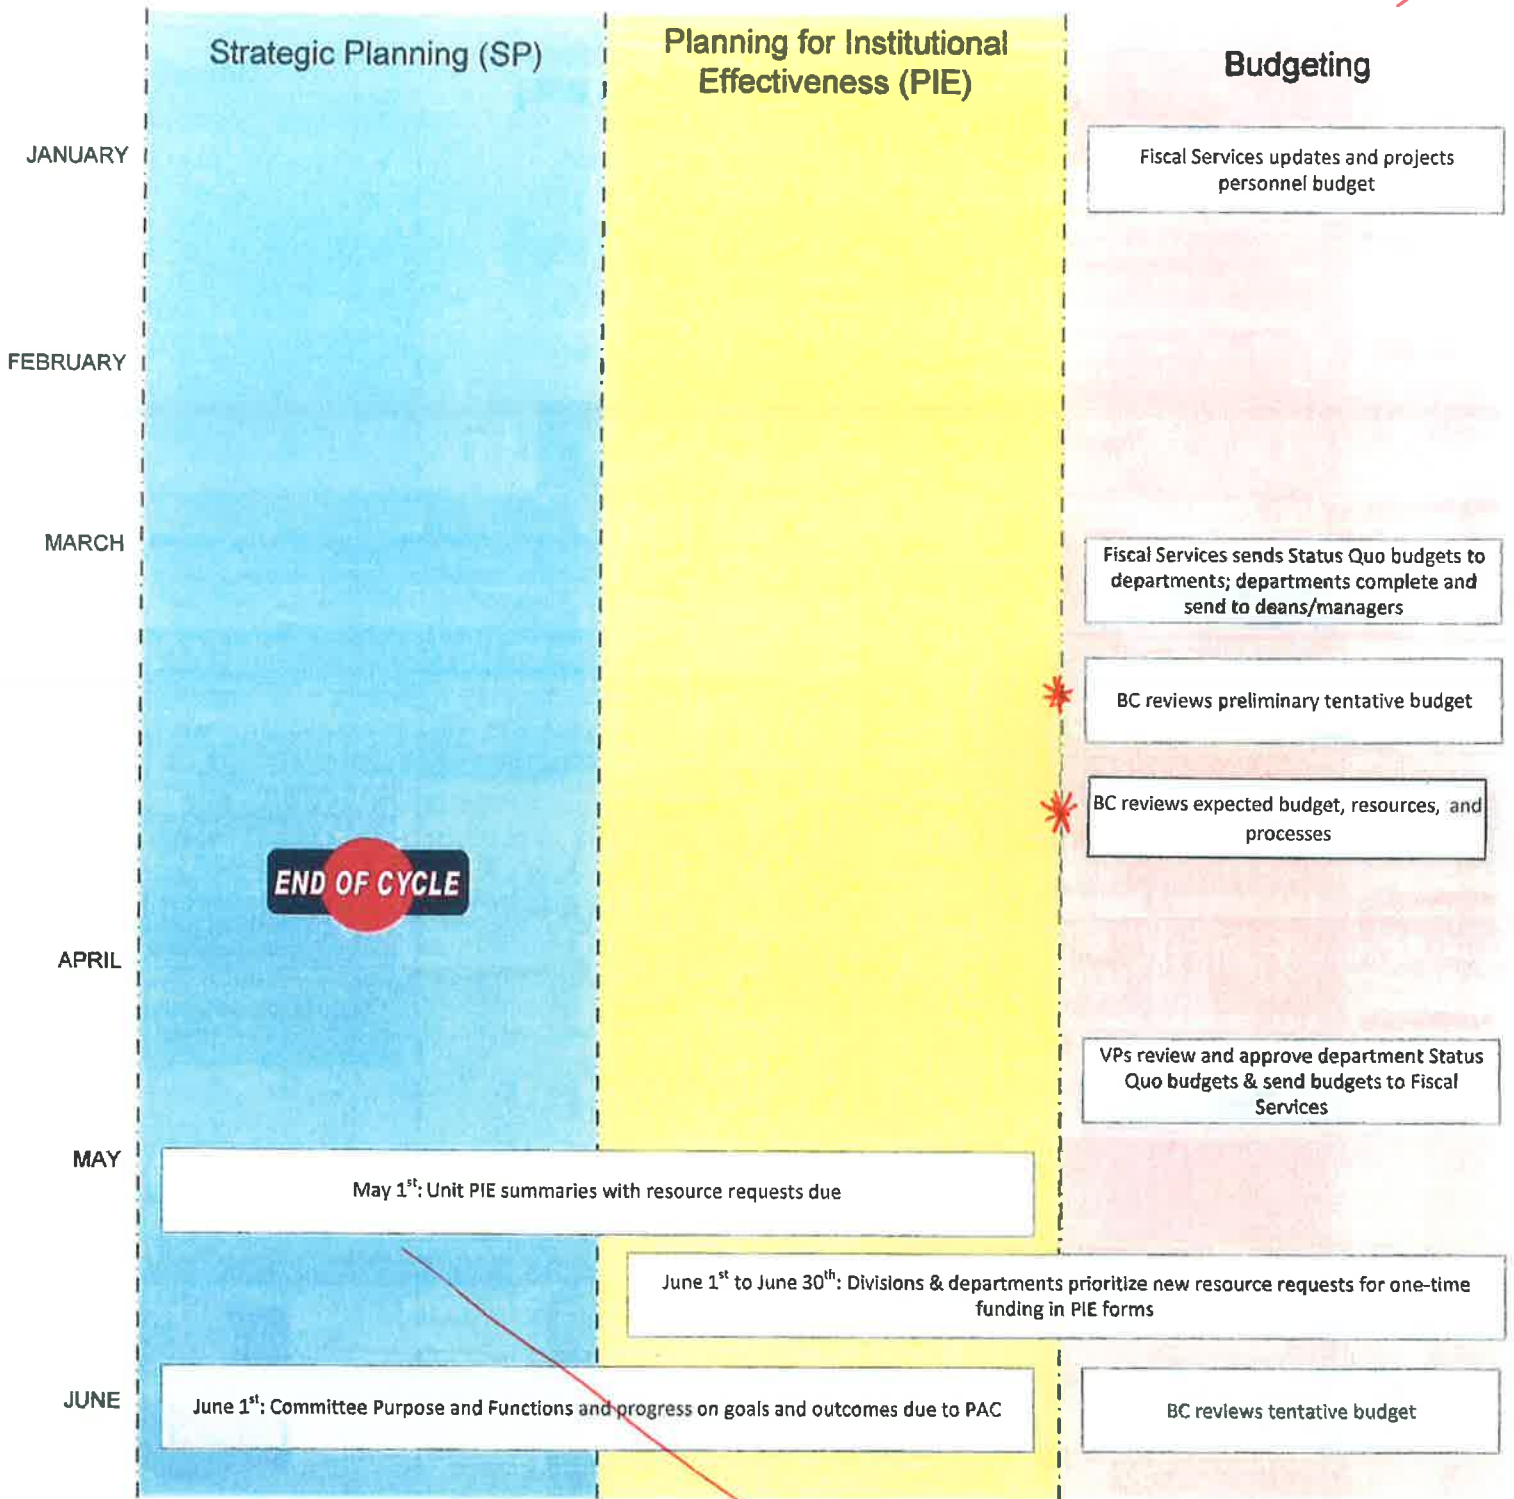 Strategic Planning (SP)
Planning for Institutional
Effectiveness (PIE)
Budgeting
JANUARY
Fiscal Services updates and projects
personnel budget
FEBRUARY
MARCH
Fiscal Services sends Status Quo budgets to
departments; departments complete and
send to deans/managers
BC reviews preliminary tentative budget
BC reviews expected budget, resources, and
processes
END OF CYCLE
APRIL
VPs review and approve department Status
Quo budgets & send budgets to Fiscal
Services
MAY
May 1st: Unit PIE summaries with resource requests due
June 1st to June 30th: Divisions & departments prioritize new resource requests for one-time
funding in PIE forms
JUNE
June 1st: Committee Purpose and Functions and progress on goals and outcomes due to PAC
BC reviews tentative budget